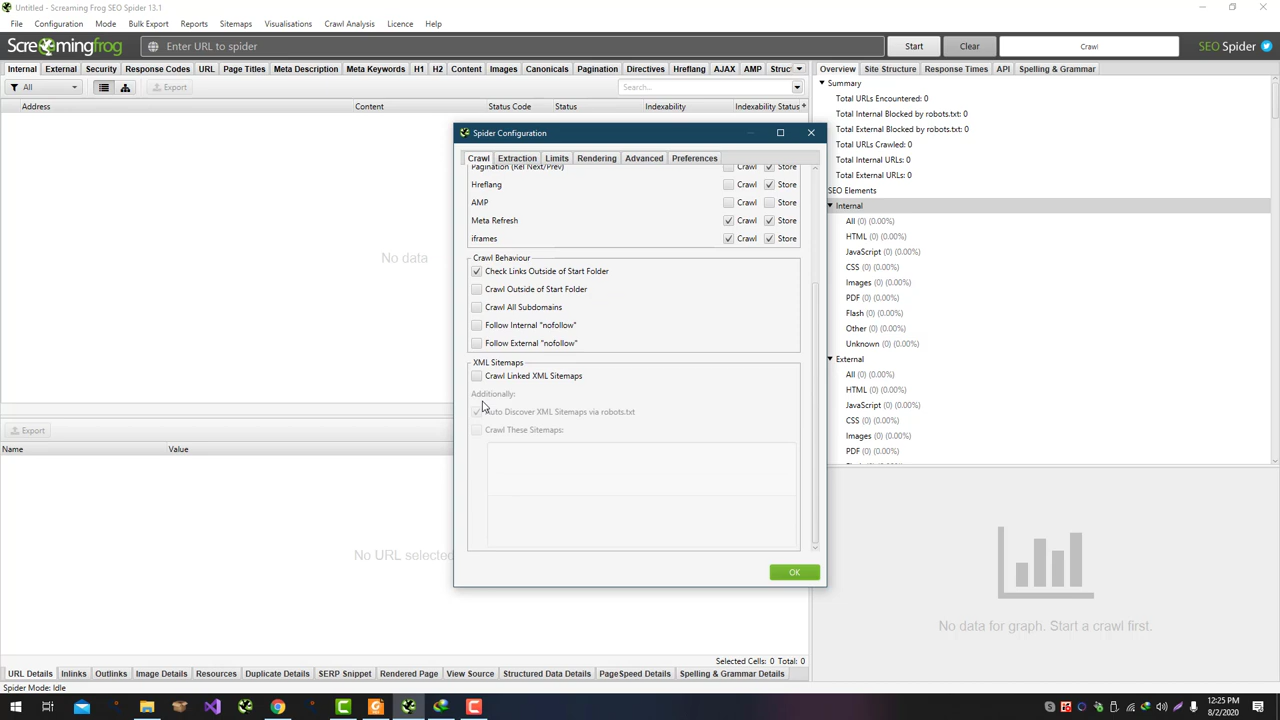 Untitled - Screaming Frog SEO Spider 13.1
File Configuration Mode Bulk Export Reports Sitemaps Visualisations Crawl Analysis Licence Help
Screamingfrog Enter URL to spider Start Clear Crawl SEO Spider
Internal External Security Response Codes URL Page Titles Meta Description Meta Keywords H1 H2 Content Images Canonicals Pagination Directives Hreflang AJAX AMP Struc
Overview Site Structure Response Times API Spelling & Grammar
All Export Search...
Address Content Status Code Status Indexability Indexability Status
No data
Summary
Total URLs Encountered: 0
Total Internal Blocked by robots.txt: 0
Total External Blocked by robots.txt: 0
Total URLs Crawled: 0
Total Internal URLs: 0
Total External URLs: 0
SEO Elements
Internal
All (0) (0.00%)
HTML (0) (0.00%)
JavaScript (0) (0.00%)
CSS (0) (0.00%)
Images (0) (0.00%)
PDF (0) (0.00%)
Flash (0) (0.00%)
Other (0) (0.00%)
Unknown (0) (0.00%)
External
All (0) (0.00%)
HTML (0) (0.00%)
JavaScript (0) (0.00%)
CSS (0) (0.00%)
Images (0) (0.00%)
PDF (0) (0.00%)
Spider Configuration
Crawl Extraction Limits Rendering Advanced Preferences
Pagination (Rel Next/Prev) Crawl Store
Hreflang Crawl Store
AMP Crawl Store
Meta Refresh Crawl Store
iframes Crawl Store
Crawl Behaviour
Check Links Outside of Start Folder
Crawl Outside of Start Folder
Crawl All Subdomains
Follow Internal "nofollow"
Follow External "nofollow"
XML Sitemaps
Crawl Linked XML Sitemaps
Additionally:
Auto Discover XML Sitemaps via robots.txt
Crawl These Sitemaps:
OK
Export
Name Value
No URL selected
No data for graph. Start a crawl first.
Selected Cells: 0 Total: 0
URL Details Inlinks Outlinks Image Details Resources Duplicate Details SERP Snippet Rendered Page View Source Structured Data Details PageSpeed Details Spelling & Grammar Details
Spider Mode: Idle
12:25 PM
8/2/2020